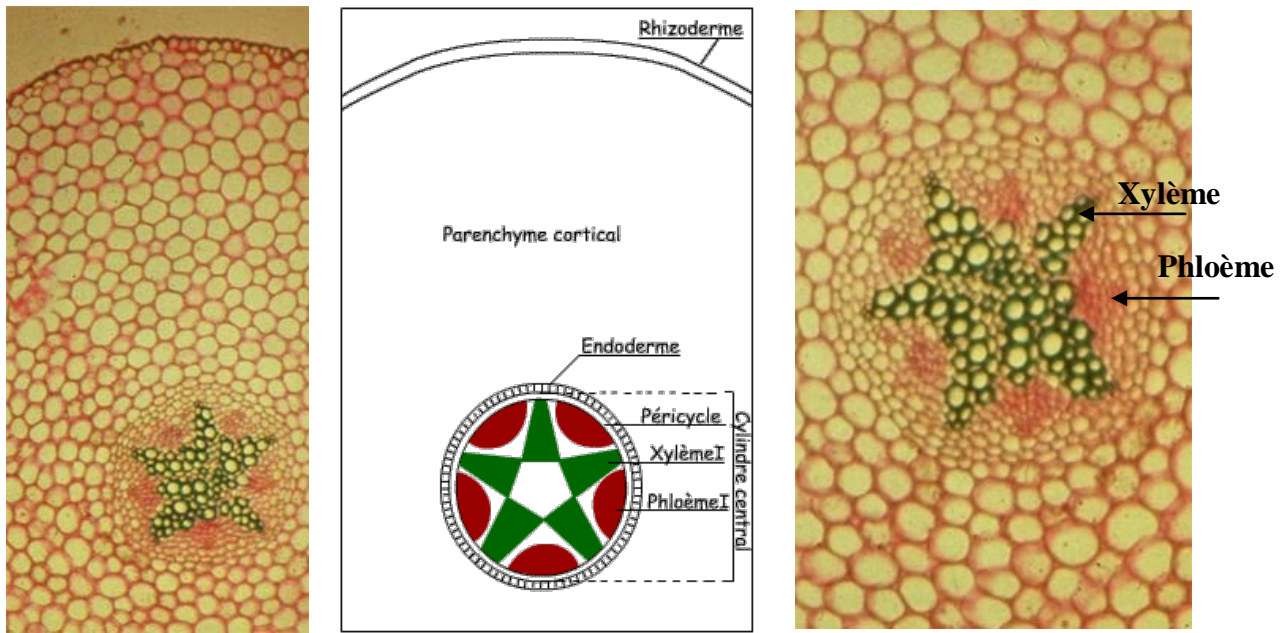 Rhizoderme
Parenchyme cortical
Endoderme
Péricycle
XylèmeI
PhloèmeI
Cylindre central
Xylème
Phloème